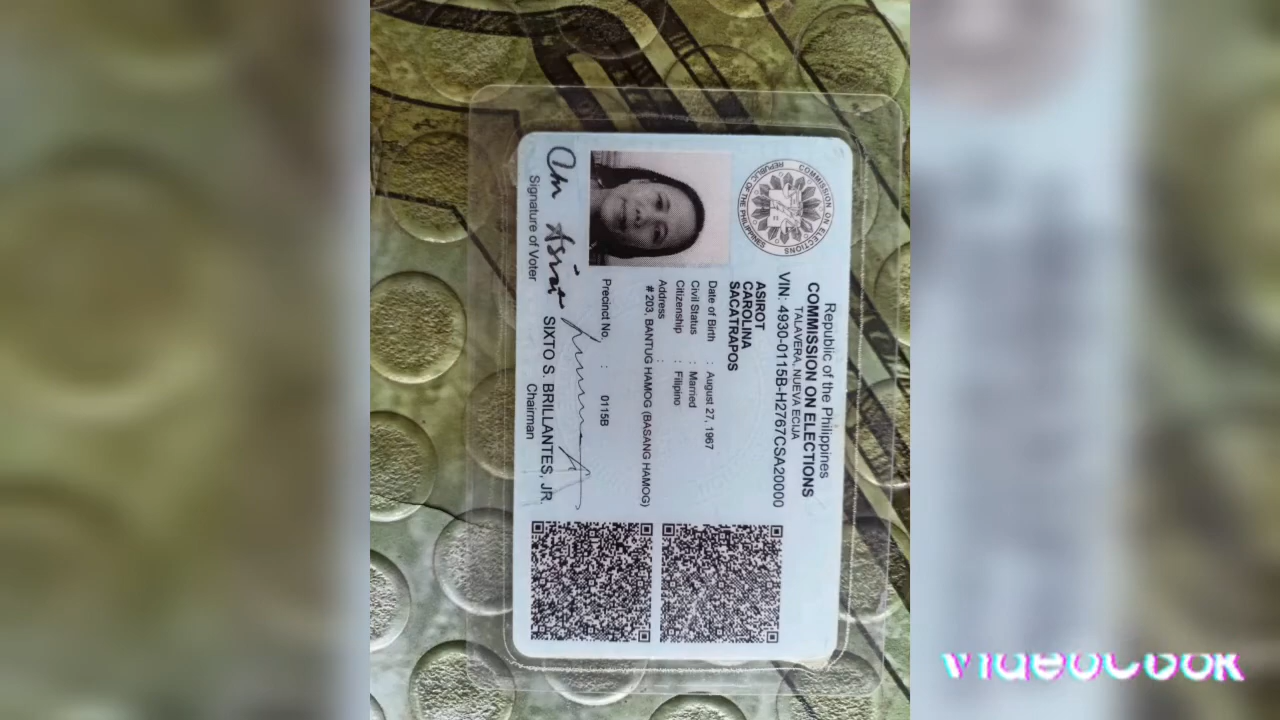 Republic of the Philippines
COMMISSION ON ELECTIONS
TALAVERA, NUEVA ECIJA
VIN: 4930-0115B-H2767CSA20000
COMMISSION ON ELECTIONS
REPUBLIC OF THE PHILIPPINES
ASIROT
CAROLINA
SACATRAPOS
Date of Birth : August 27, 1967
Civil Status : Married
Citizenship : Filipino
Address :
# 203, BANTUG HAMOG (BASANG HAMOG)
Precinct No. : 0115B
Asirot
Signature of Voter
SIXTO S. BRILLANTES, JR.
Chairman
VIDEOLOOK